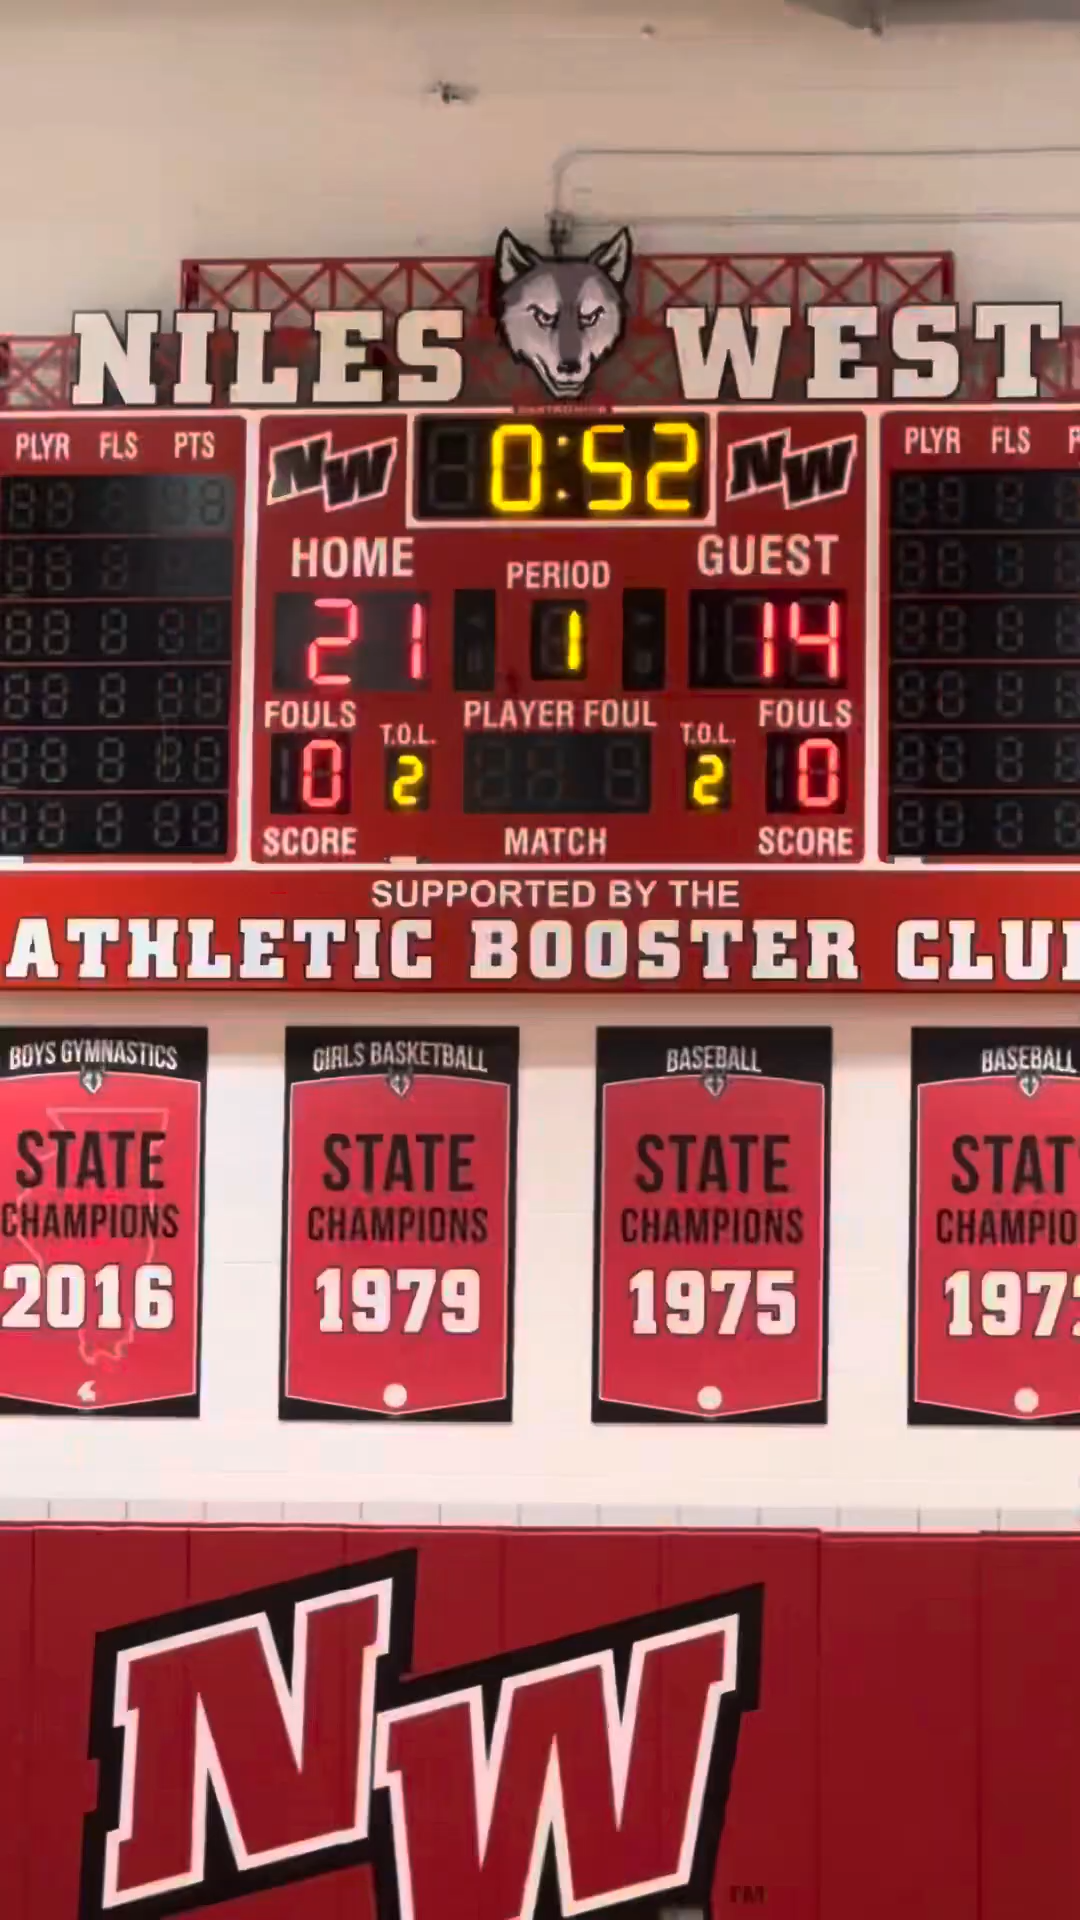 NILES WEST
PLYR FLS PTS
NW
0:52
NW
PLYR FLS
HOME
PERIOD
GUEST
21
1
14
FOULS
T.O.L.
PLAYER FOUL
T.O.L.
FOULS
0
2
2
0
SCORE
MATCH
SCORE
SUPPORTED BY THE
ATHLETIC BOOSTER CLU
BOYS GYMNASTICS
STATE
CHAMPIONS
2016
GIRLS BASKETBALL
STATE
CHAMPIONS
1979
BASEBALL
STATE
CHAMPIONS
1975
BASEBALL
STAT
CHAMPIO
NW
TM